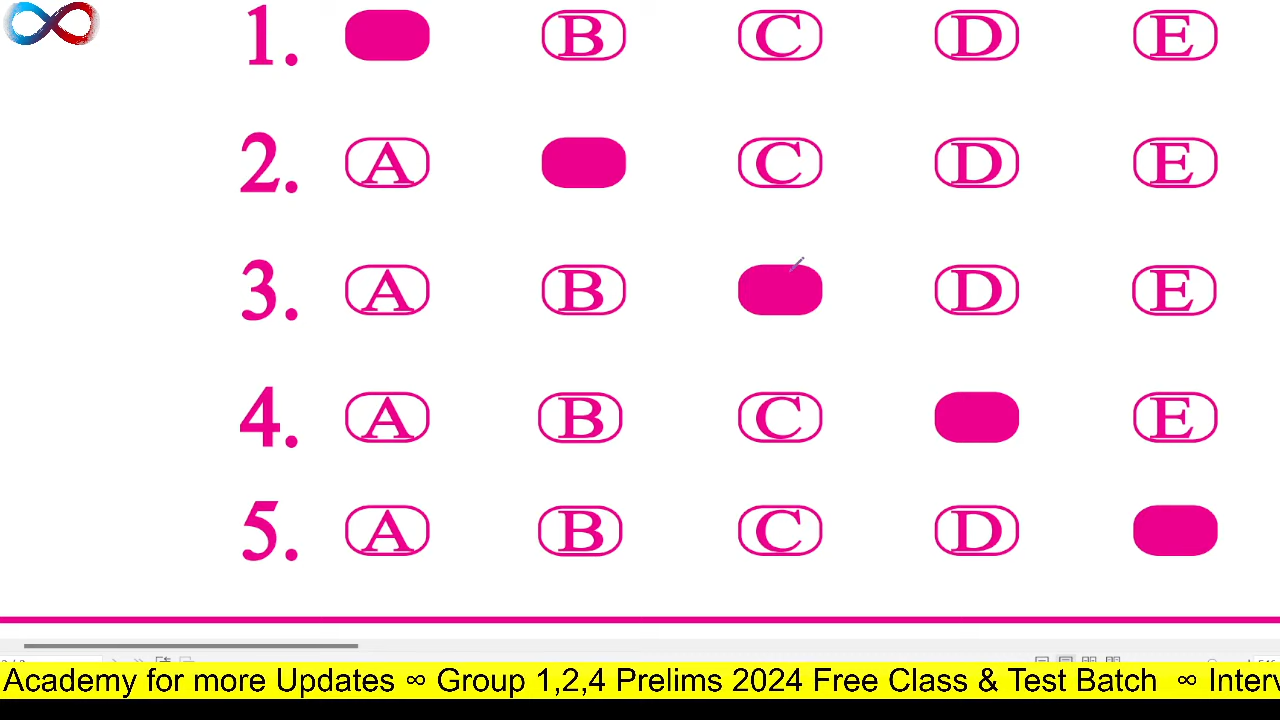 1. B C D E
2. A C D E
3. A B D E
4. A B C E
5. A B C D
Academy for more Updates ∞ Group 1,2,4 Prelims 2024 Free Class & Test Batch ∞ Interv